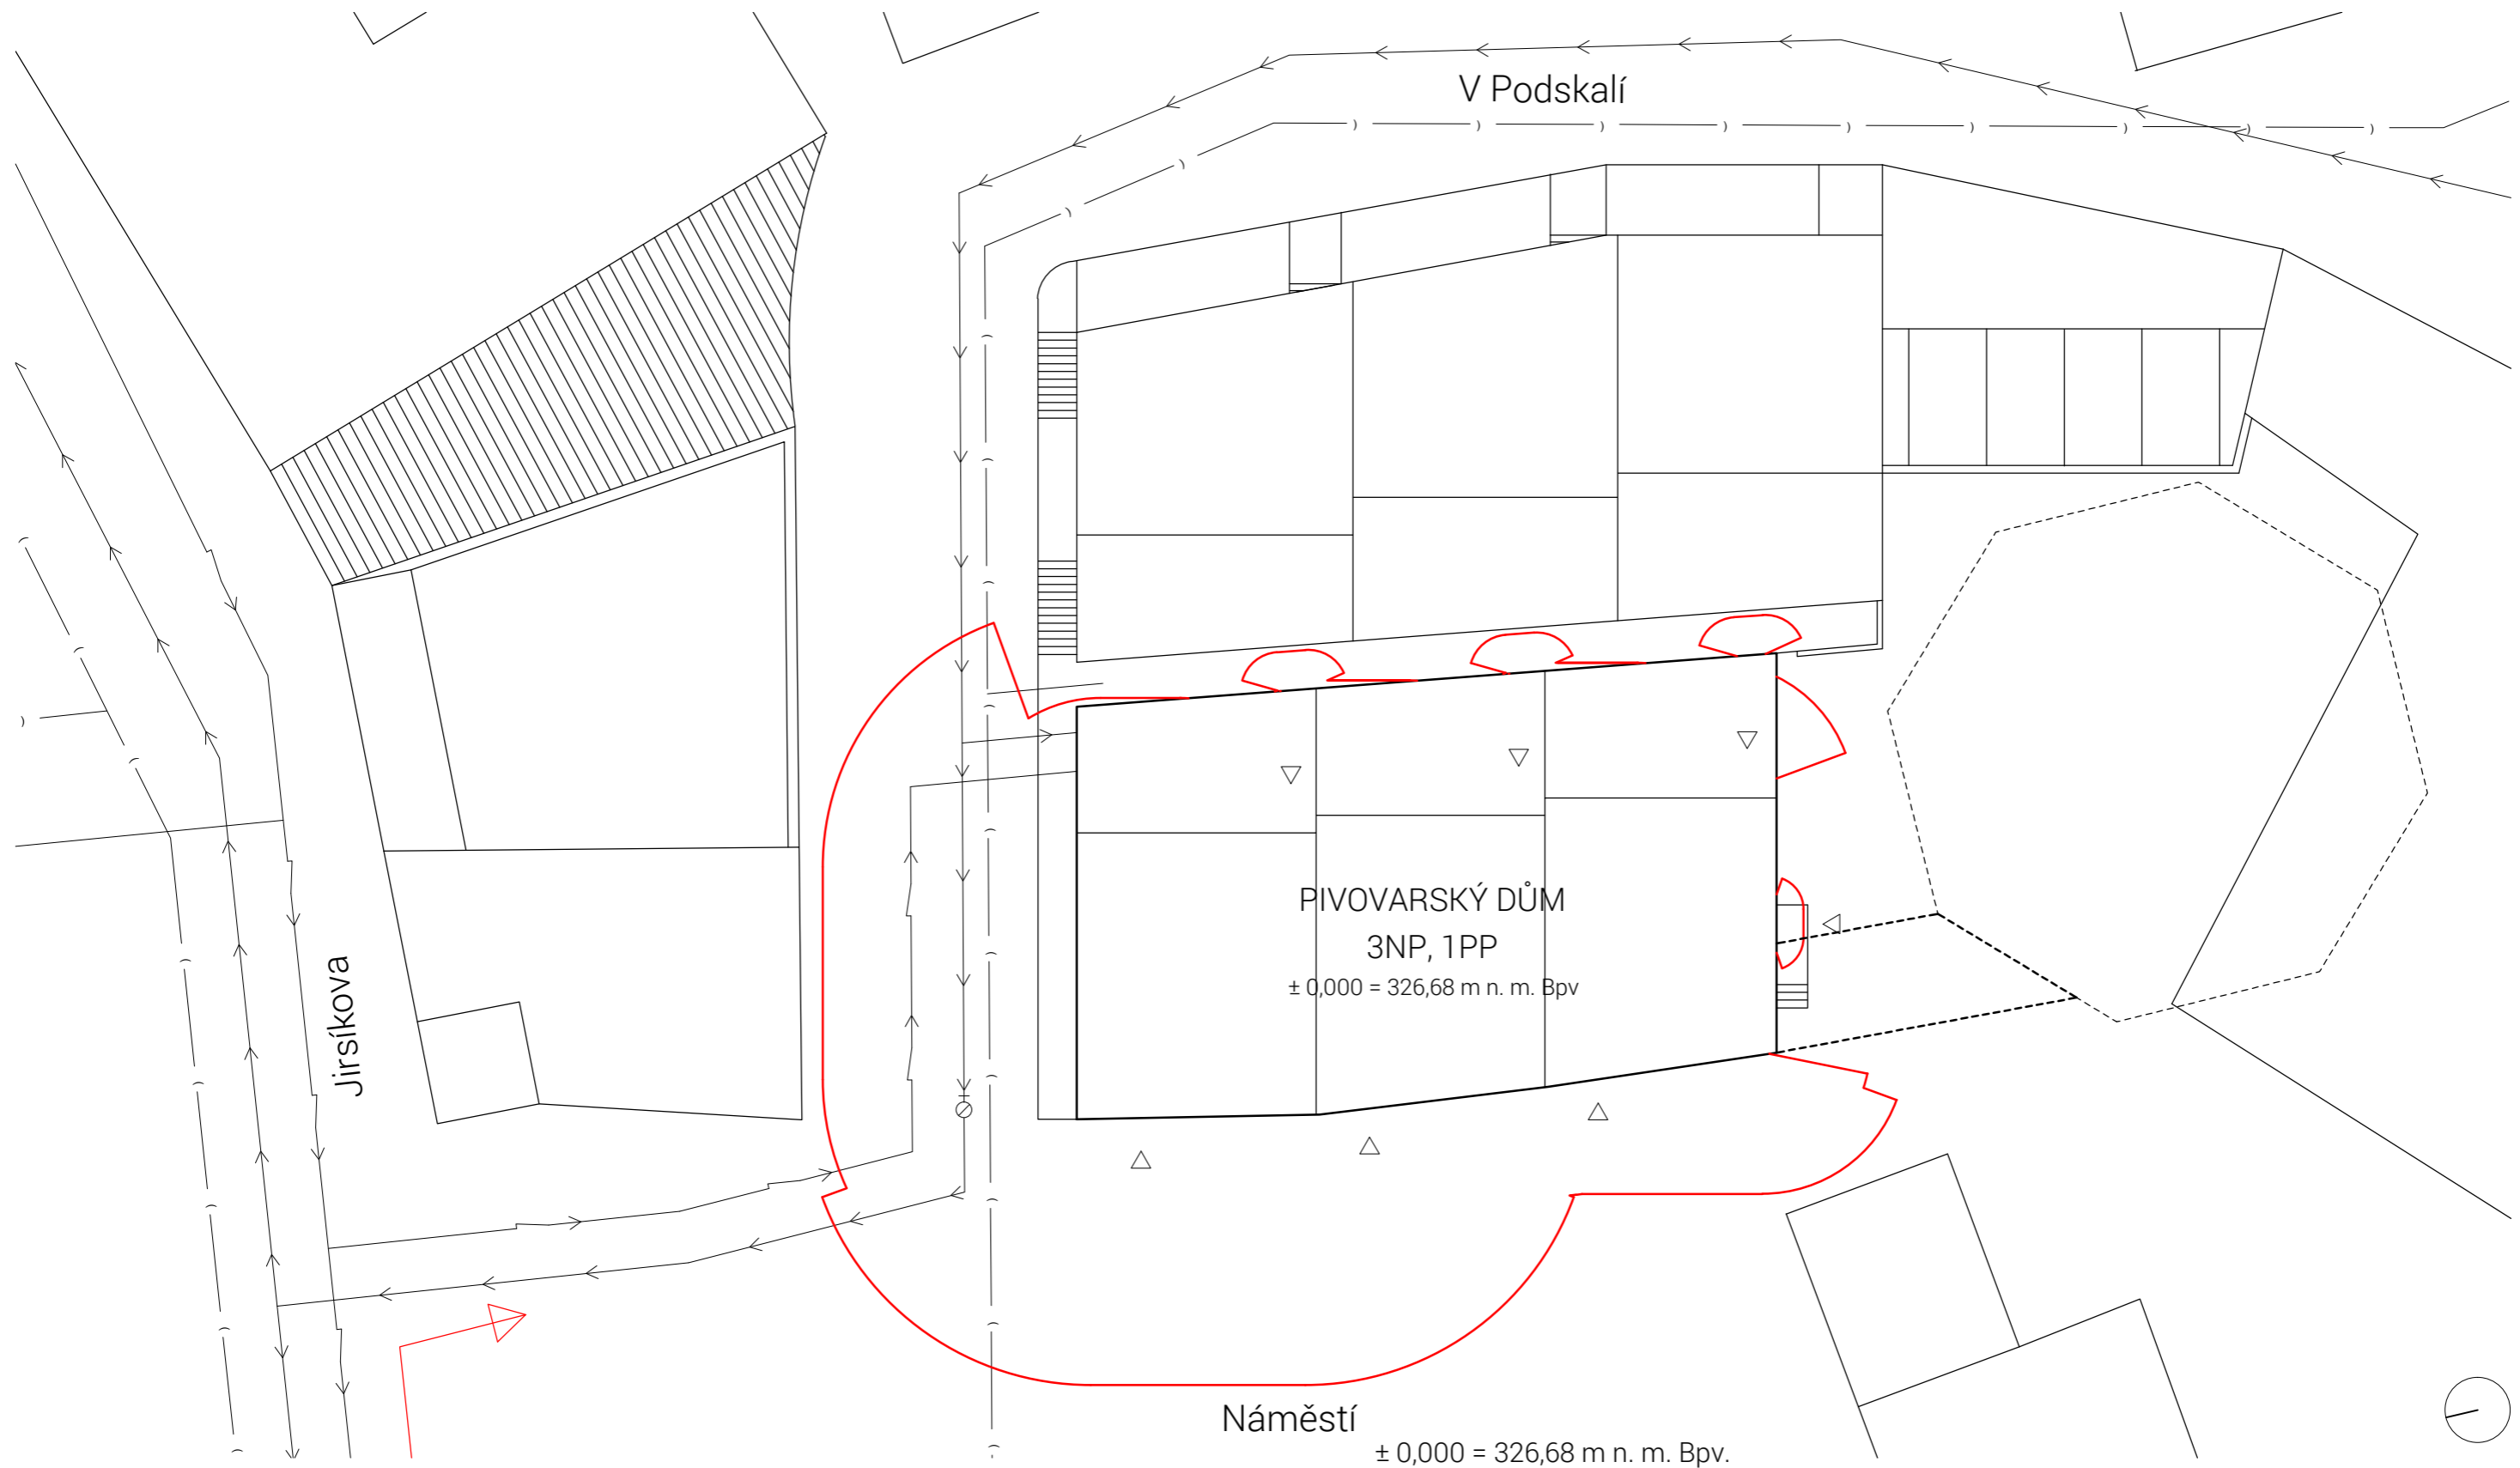 V Podskalí
PIVOVARSKÝ DŮM
3NP, 1PP
± 0,000 = 326,68 m n. m. Bpv
Jirsíkova
Náměstí
± 0,000 = 326,68 m n. m. Bpv.